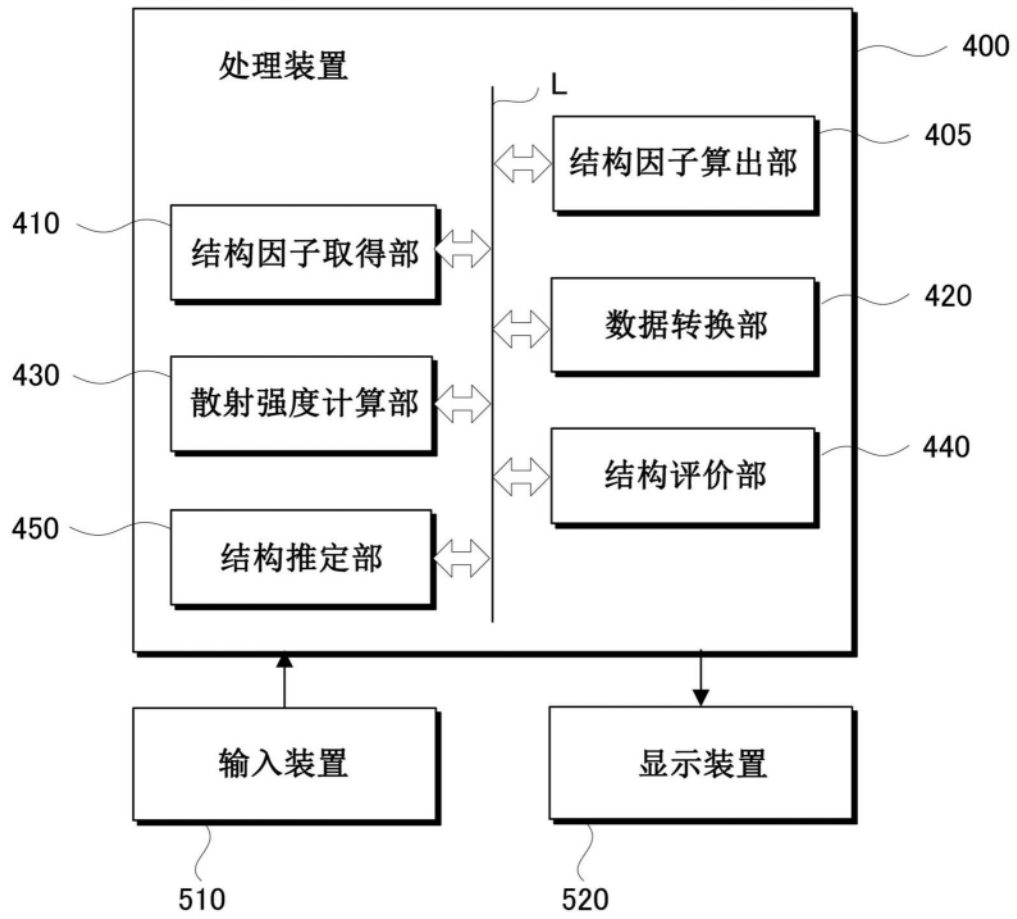 处理装置
400
L
405
结构因子算出部
410
结构因子取得部
420
数据转换部
430
散射强度计算部
440
结构评价部
450
结构推定部
输入装置
显示装置
510
520